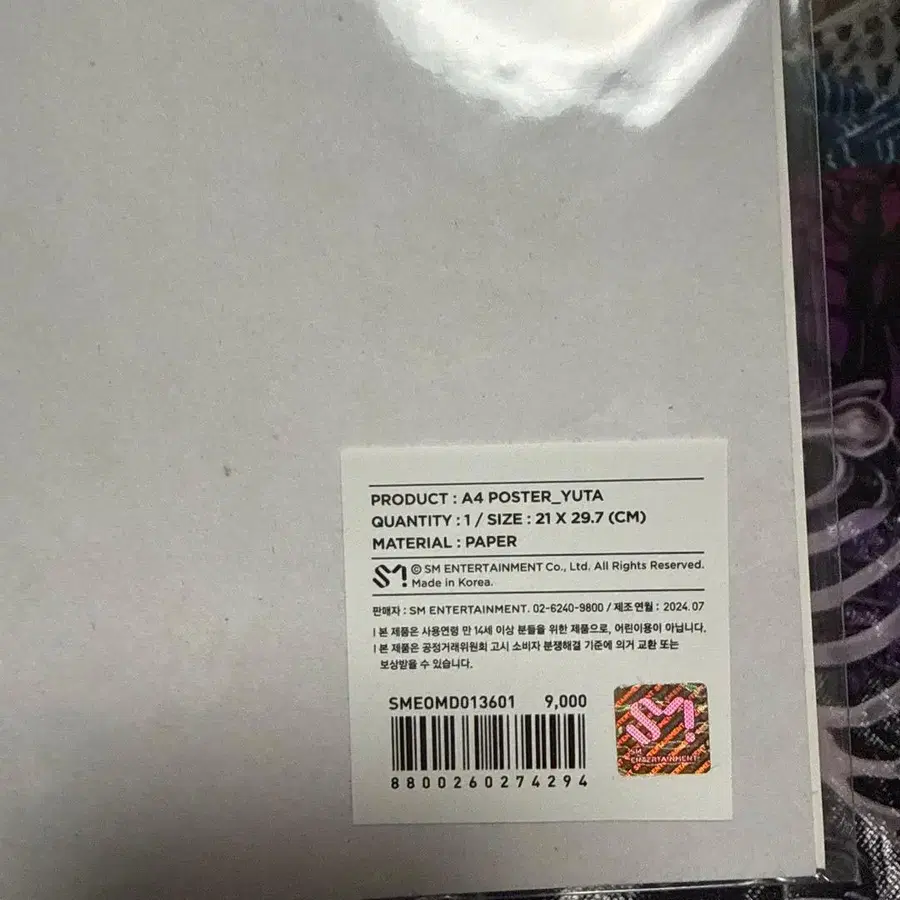 PRODUCT : A4 POSTER_YUTA
QUANTITY : 1 / SIZE : 21 X 29.7 (CM)
MATERIAL : PAPER
SM! © SM ENTERTAINMENT Co., Ltd. All Rights Reserved.
Made in Korea.
판매자 : SM ENTERTAINMENT. 02-6240-9800 / 제조 연월 : 2024. 07
| 본 제품은 사용연령 만 14세 이상 분들을 위한 제품으로, 어린이용이 아닙니다.
| 본 제품은 공정거래위원회 고시 소비자 분쟁해결 기준에 의거 교환 또는
보상받을 수 있습니다.
SMEOMD013601 9,000
8800260274294
SM!
SM
ENTERTAINMENT